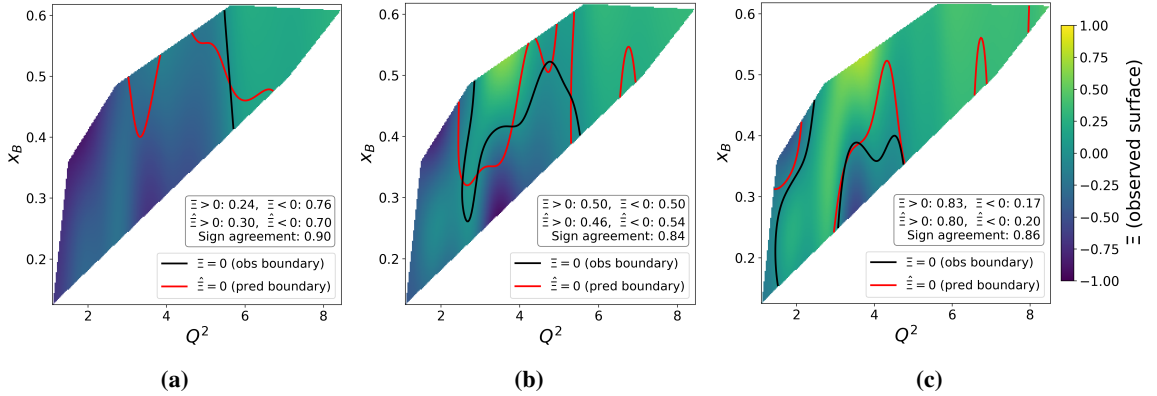 0.6
0.5
0.4
0.3
0.2
x_B
2 4 6 8
Q²
Ξ > 0: 0.24, Ξ < 0: 0.76
Ξ̂ > 0: 0.30, Ξ̂ < 0: 0.70
Sign agreement: 0.90
Ξ = 0 (obs boundary)
Ξ̂ = 0 (pred boundary)
(a)
0.6
0.5
0.4
0.3
0.2
x_B
2 4 6 8
Q²
Ξ > 0: 0.50, Ξ < 0: 0.50
Ξ̂ > 0: 0.46, Ξ̂ < 0: 0.54
Sign agreement: 0.84
Ξ = 0 (obs boundary)
Ξ̂ = 0 (pred boundary)
(b)
0.6
0.5
0.4
0.3
0.2
x_B
2 4 6 8
Q²
Ξ > 0: 0.83, Ξ < 0: 0.17
Ξ̂ > 0: 0.80, Ξ̂ < 0: 0.20
Sign agreement: 0.86
Ξ = 0 (obs boundary)
Ξ̂ = 0 (pred boundary)
(c)
1.00
0.75
0.50
0.25
0.00
−0.25
−0.50
−0.75
−1.00
Ξ (observed surface)